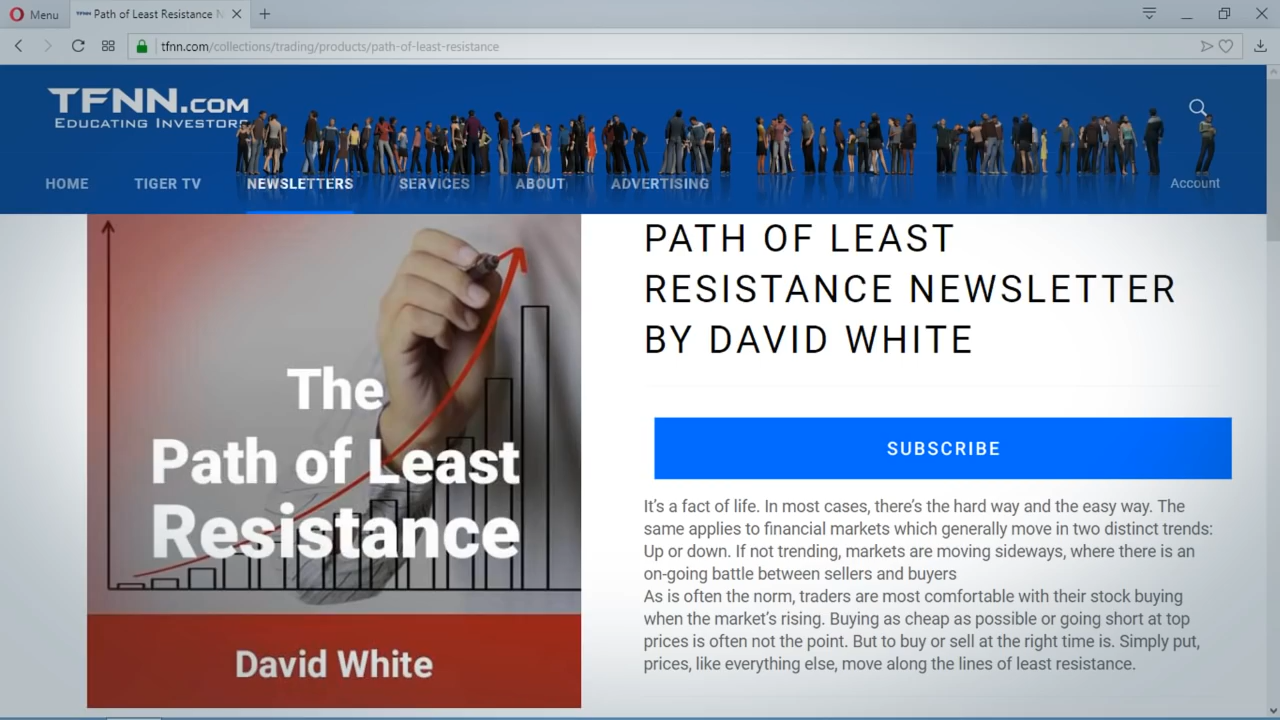 Menu
Path of Least Resistance
tfnn.com/collections/trading/products/path-of-least-resistance
TFNN.COM
EDUCATING INVESTORS
HOME
TIGER TV
NEWSLETTERS
SERVICES
ABOUT
ADVERTISING
Account
The
Path of Least
Resistance
David White
PATH OF LEAST
RESISTANCE NEWSLETTER
BY DAVID WHITE
SUBSCRIBE
It's a fact of life. In most cases, there's the hard way and the easy way. The
same applies to financial markets which generally move in two distinct trends:
Up or down. If not trending, markets are moving sideways, where there is an
on-going battle between sellers and buyers
As is often the norm, traders are most comfortable with their stock buying
when the market's rising. Buying as cheap as possible or going short at top
prices is often not the point. But to buy or sell at the right time is. Simply put,
prices, like everything else, move along the lines of least resistance.